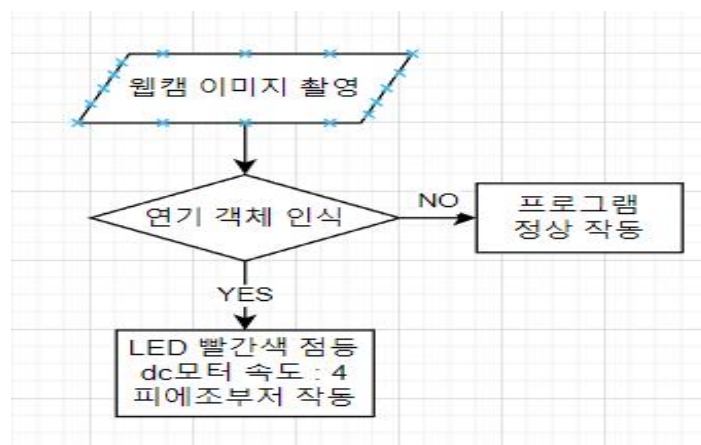 웹캠 이미지 촬영
연기 객체 인식
NO
프로그램
정상 작동
YES
LED 빨간색 점등
dc모터 속도 : 4
피에조부저 작동